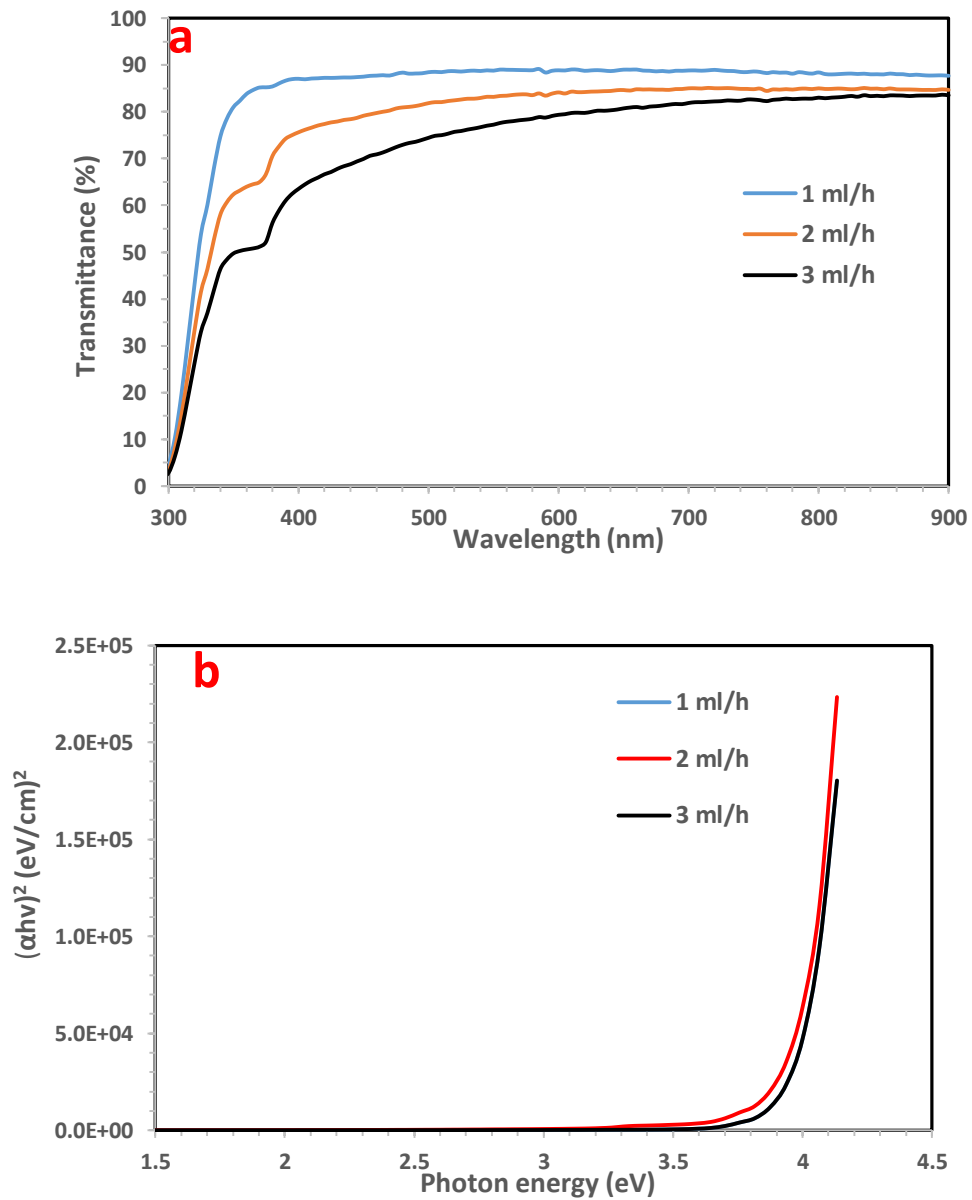 a
100
90
80
70
60
50
40
30
20
10
0
Transmittance (%)
1 ml/h
2 ml/h
3 ml/h
300 400 500 600 700 800 900
Wavelength (nm)
b
2.5E+05
2.0E+05
1.5E+05
1.0E+05
5.0E+04
0.0E+00
(αhν)² (eV/cm)²
1 ml/h
2 ml/h
3 ml/h
1.5 2 2.5 3 3.5 4 4.5
Photon energy (eV)